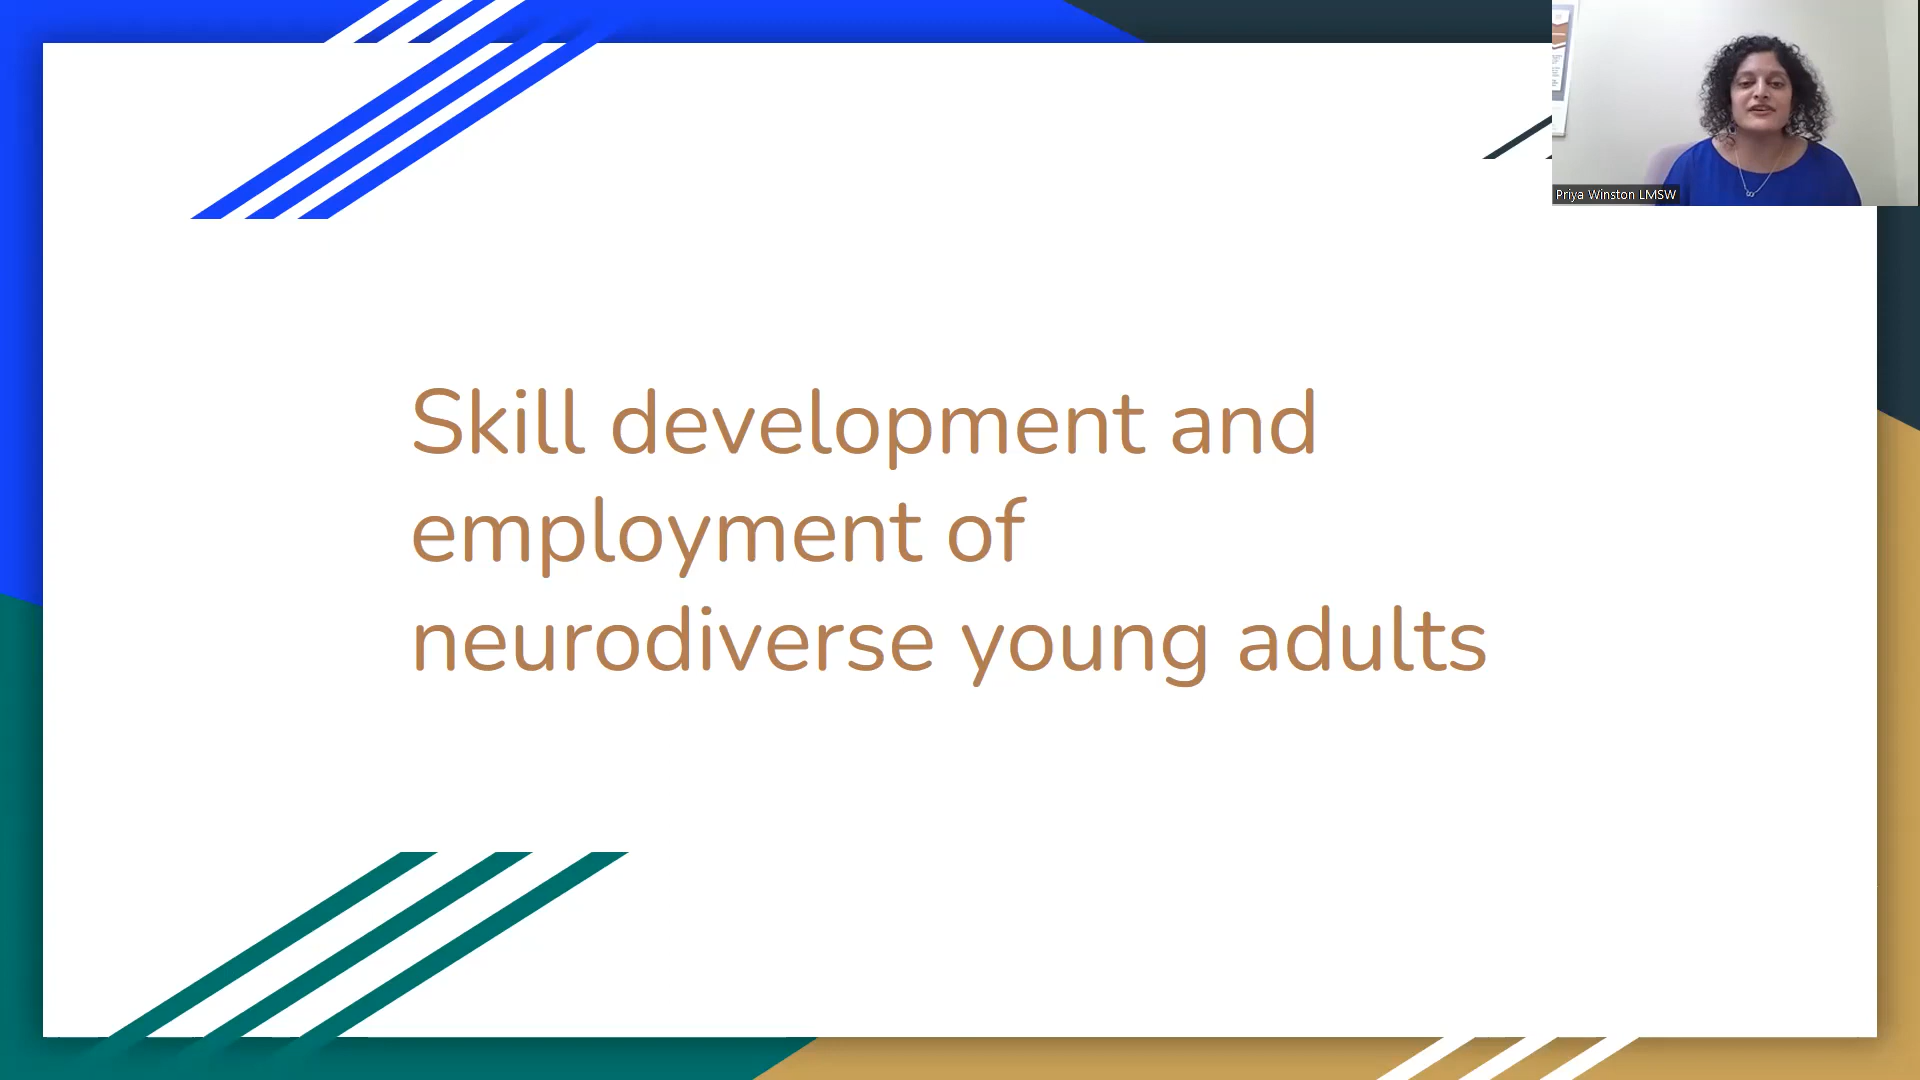 Skill development and
employment of
neurodiverse young adults
Priya Winston LMSW